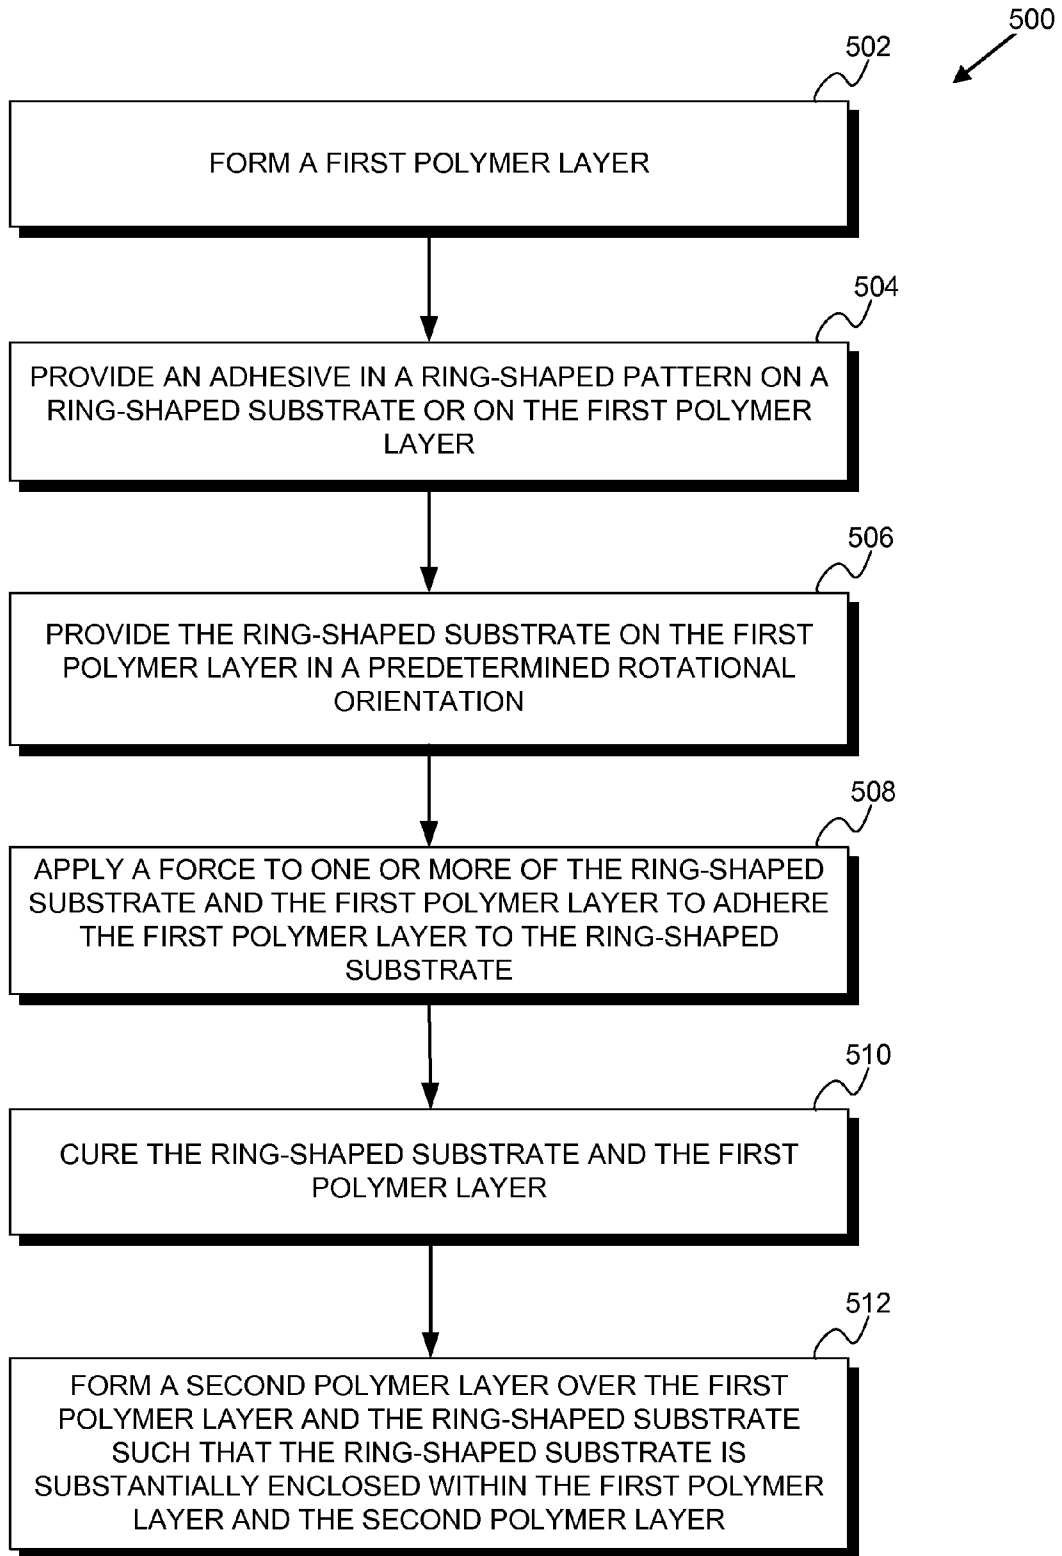 500
502
FORM A FIRST POLYMER LAYER
504
PROVIDE AN ADHESIVE IN A RING-SHAPED PATTERN ON A
RING-SHAPED SUBSTRATE OR ON THE FIRST POLYMER
LAYER
506
PROVIDE THE RING-SHAPED SUBSTRATE ON THE FIRST
POLYMER LAYER IN A PREDETERMINED ROTATIONAL
ORIENTATION
508
APPLY A FORCE TO ONE OR MORE OF THE RING-SHAPED
SUBSTRATE AND THE FIRST POLYMER LAYER TO ADHERE
THE FIRST POLYMER LAYER TO THE RING-SHAPED
SUBSTRATE
510
CURE THE RING-SHAPED SUBSTRATE AND THE FIRST
POLYMER LAYER
512
FORM A SECOND POLYMER LAYER OVER THE FIRST
POLYMER LAYER AND THE RING-SHAPED SUBSTRATE
SUCH THAT THE RING-SHAPED SUBSTRATE IS
SUBSTANTIALLY ENCLOSED WITHIN THE FIRST POLYMER
LAYER AND THE SECOND POLYMER LAYER